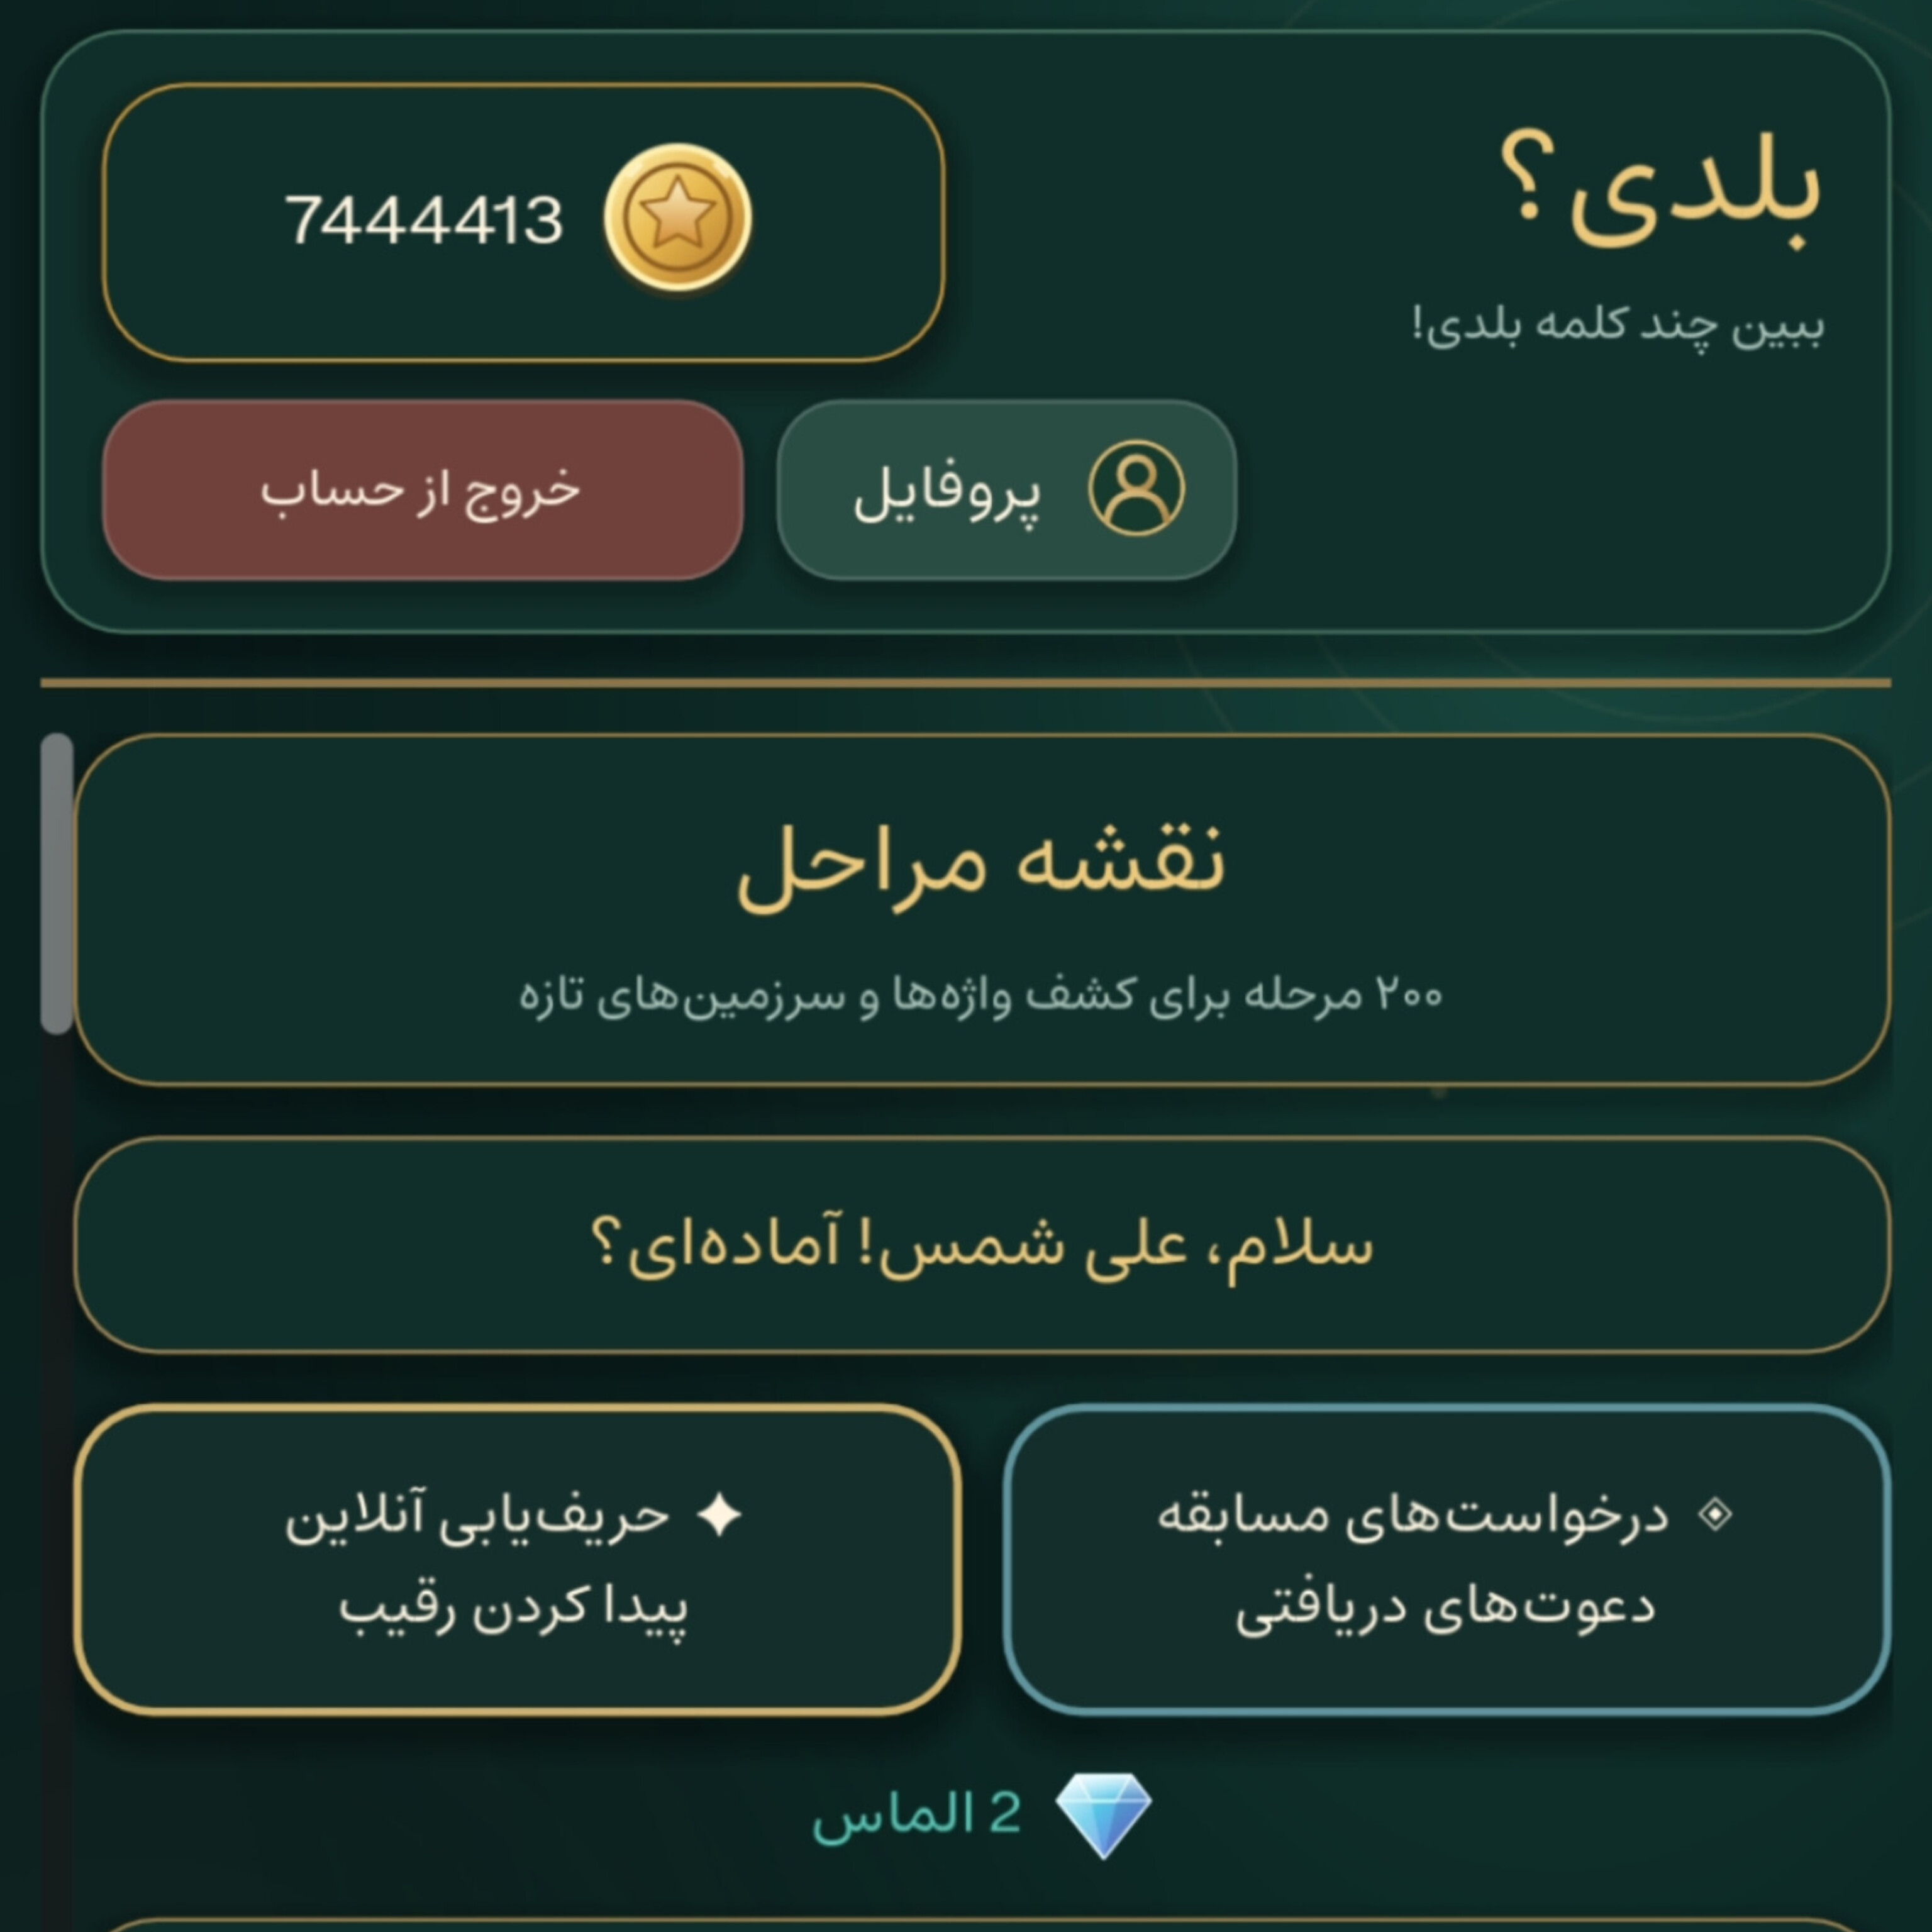 بلدی؟
7444413
ببین چند کلمه بلدی!
پروفایل
خروج از حساب
نقشه مراحل
۲۰۰ مرحله برای کشف واژه‌ها و سرزمین‌های تازه
سلام، علی شمس! آماده‌ای؟
درخواست‌های مسابقه
دعوت‌های دریافتی
حریف‌یابی آنلاین
پیدا کردن رقیب
2 الماس